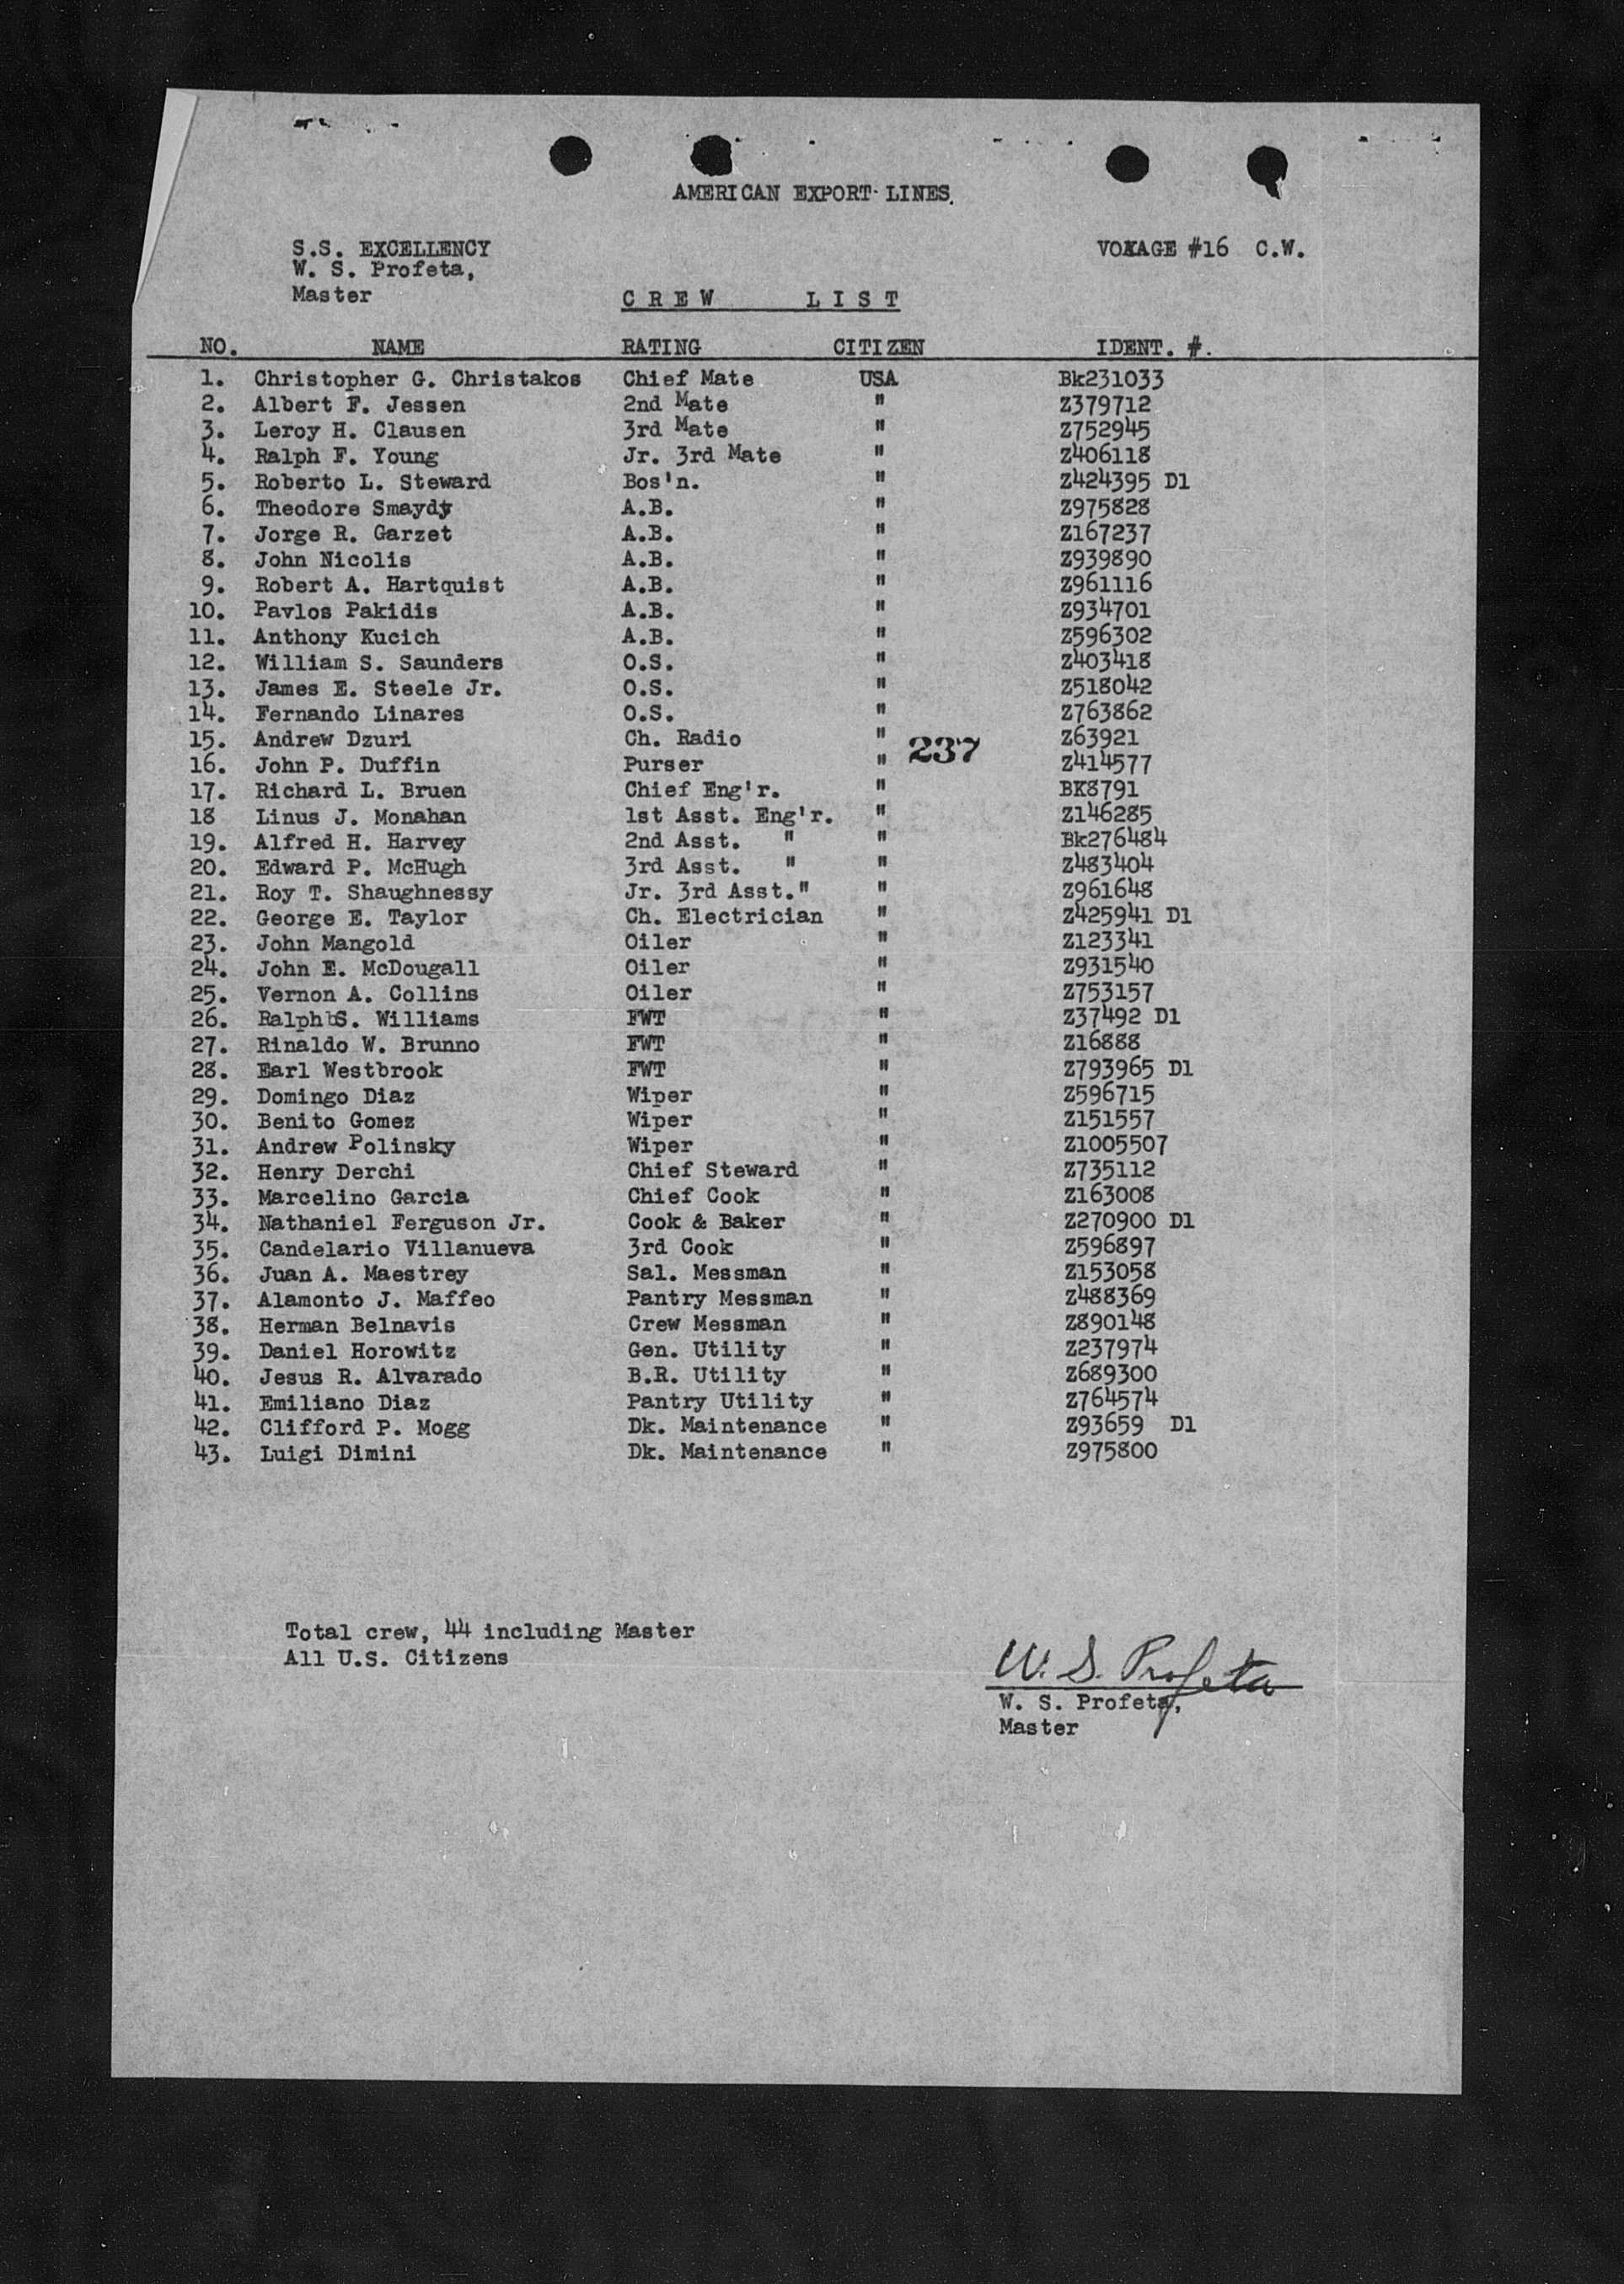 AMERICAN EXPORT LINES.
S.S. EXCELLENCY VOXAGE #16 C.W.
W. S. Profeta,
Master
CREW LIST
NO. NAME RATING CITIZEN IDENT. #.
1. Christopher G. Christakos Chief Mate USA Bk231033
2. Albert F. Jessen 2nd Mate " Z379712
3. Leroy H. Clausen 3rd Mate " Z752945
4. Ralph F. Young Jr. 3rd Mate " Z406118
5. Roberto L. Steward Bos'n. " Z424395 D1
6. Theodore Smaydy A.B. " Z975828
7. Jorge R. Garzet A.B. " Z167237
8. John Nicolis A.B. " Z939890
9. Robert A. Hartquist A.B. " Z961116
10. Pavlos Pakidis A.B. " Z934701
11. Anthony Kucich A.B. " Z596302
12. William S. Saunders O.S. " Z403418
13. James E. Steele Jr. O.S. " Z518042
14. Fernando Linares O.S. " Z763862
15. Andrew Dzuri Ch. Radio " Z63921
237
16. John P. Duffin Purser " Z414577
17. Richard L. Bruen Chief Eng'r. " BK8791
18 Linus J. Monahan 1st Asst. Eng'r. " Z146285
19. Alfred H. Harvey 2nd Asst. " " Bk276484
20. Edward P. McHugh 3rd Asst. " " Z483404
21. Roy T. Shaughnessy Jr. 3rd Asst." " Z961648
22. George E. Taylor Ch. Electrician " Z425941 D1
23. John Mangold Oiler " Z123341
24. John E. McDougall Oiler " Z931540
25. Vernon A. Collins Oiler " Z753157
26. Ralph S. Williams FWT " Z37492 D1
27. Rinaldo W. Brunno FWT " Z16888
28. Earl Westbrook FWT " Z793965 D1
29. Domingo Diaz Wiper " Z596715
30. Benito Gomez Wiper " Z151557
31. Andrew Polinsky Wiper " Z1005507
32. Henry Derchi Chief Steward " Z735112
33. Marcelino Garcia Chief Cook " Z163008
34. Nathaniel Ferguson Jr. Cook & Baker " Z270900 D1
35. Candelario Villanueva 3rd Cook " Z596897
36. Juan A. Maestrey Sal. Messman " Z153058
37. Alamonto J. Maffeo Pantry Messman " Z488369
38. Herman Belnavis Crew Messman " Z890148
39. Daniel Horowitz Gen. Utility " Z237974
40. Jesus R. Alvarado B.R. Utility " Z689300
41. Emiliano Diaz Pantry Utility " Z764574
42. Clifford P. Mogg Dk. Maintenance " Z93659 D1
43. Luigi Dimini Dk. Maintenance " Z975800
Total crew, 44 including Master
All U.S. Citizens
W. S. Profeta
W. S. Profeta,
Master